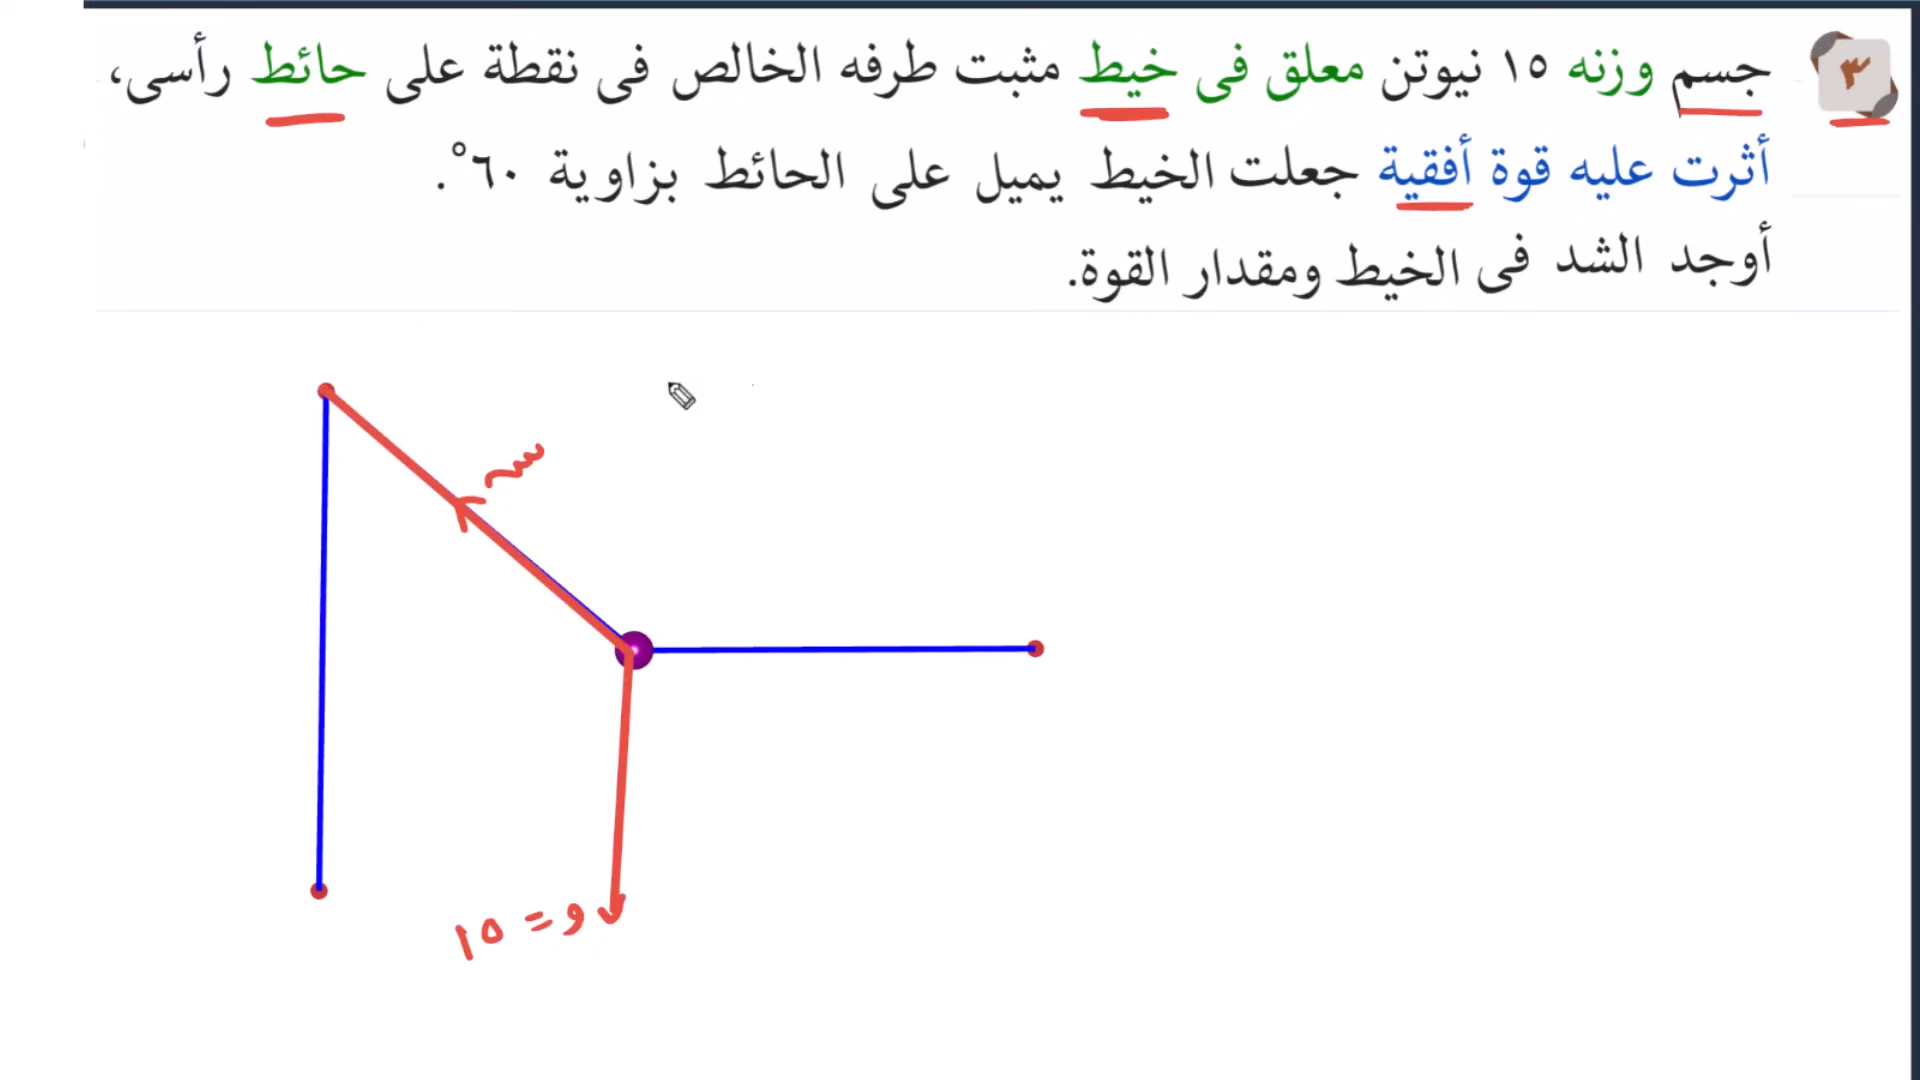 ٣
جسم وزنه ١٥ نيوتن معلق فى خيط مثبت طرفه الخالص فى نقطة على حائط رأسى،
أثرت عليه قوة أفقية جعلت الخيط يميل على الحائط بزاوية ٦٠°.
أوجد الشد فى الخيط ومقدار القوة.
سہ
و = ١٥